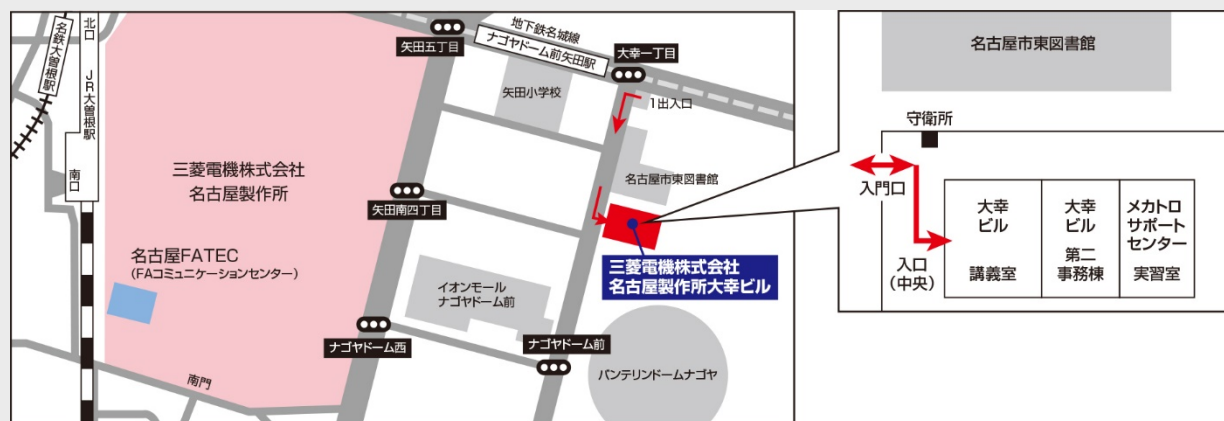 名鉄大曽根駅
北口
JR大曽根駅
南口
三菱電機株式会社
名古屋製作所
名古屋FATEC
(FAコミュニケーションセンター)
南門
矢田五丁目
地下鉄名城線
ナゴヤドーム前矢田駅
大幸一丁目
矢田小学校
1出入口
名古屋市東図書館
矢田南四丁目
三菱電機株式会社
名古屋製作所大幸ビル
イオンモール
ナゴヤドーム前
ナゴヤドーム西
ナゴヤドーム前
バンテリンドームナゴヤ
名古屋市東図書館
守衛所
入門口
入口
(中央)
大幸
ビル
講義室
大幸
ビル
第二
事務棟
メカトロ
サポート
センター
実習室